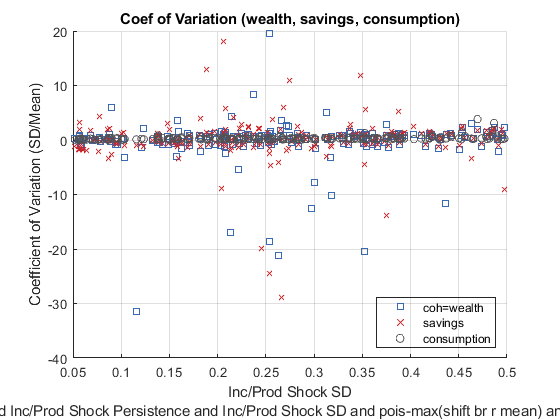 Coef of Variation (wealth, savings, consumption)
20
10
0
-10
-20
-30
-40
Coefficient of Variation (SD/Mean)
coh=wealth
savings
consumption
0.05 0.1 0.15 0.2 0.25 0.3 0.35 0.4 0.45 0.5
Inc/Prod Shock SD
d Inc/Prod Shock Persistence and Inc/Prod Shock SD and pois-max(shift br r mean) a